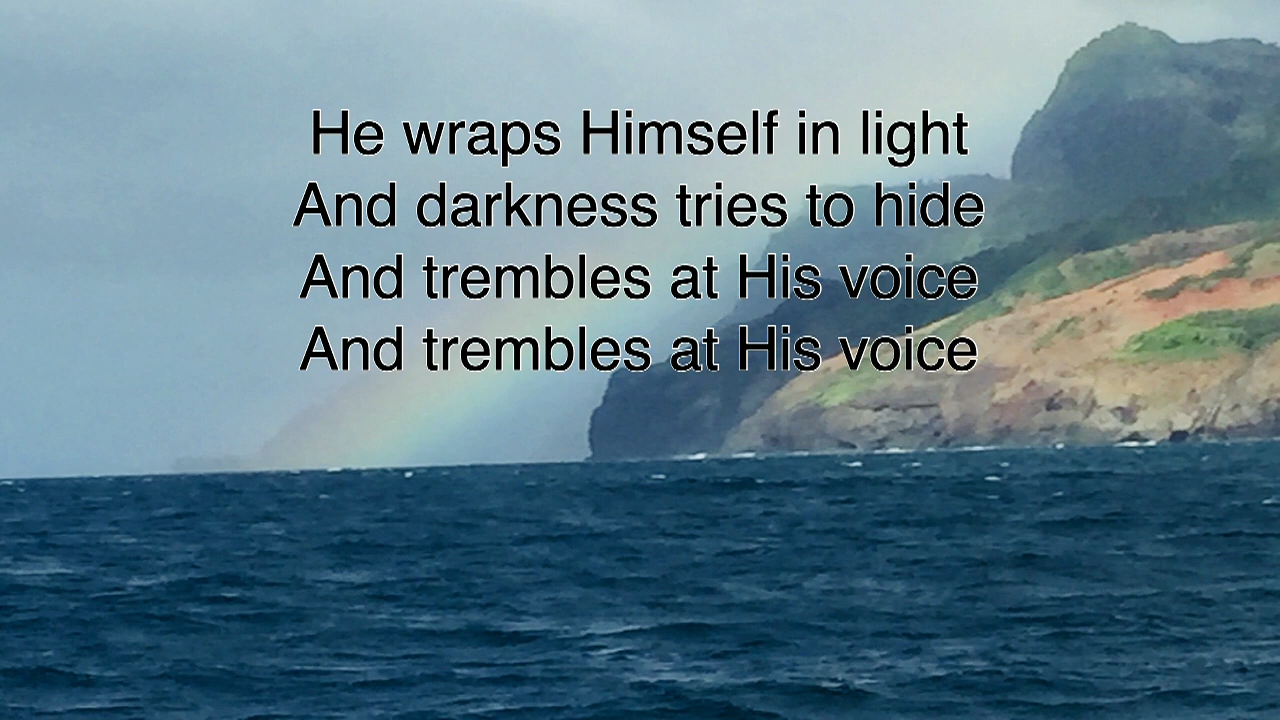 He wraps Himself in light
And darkness tries to hide
And trembles at His voice
And trembles at His voice